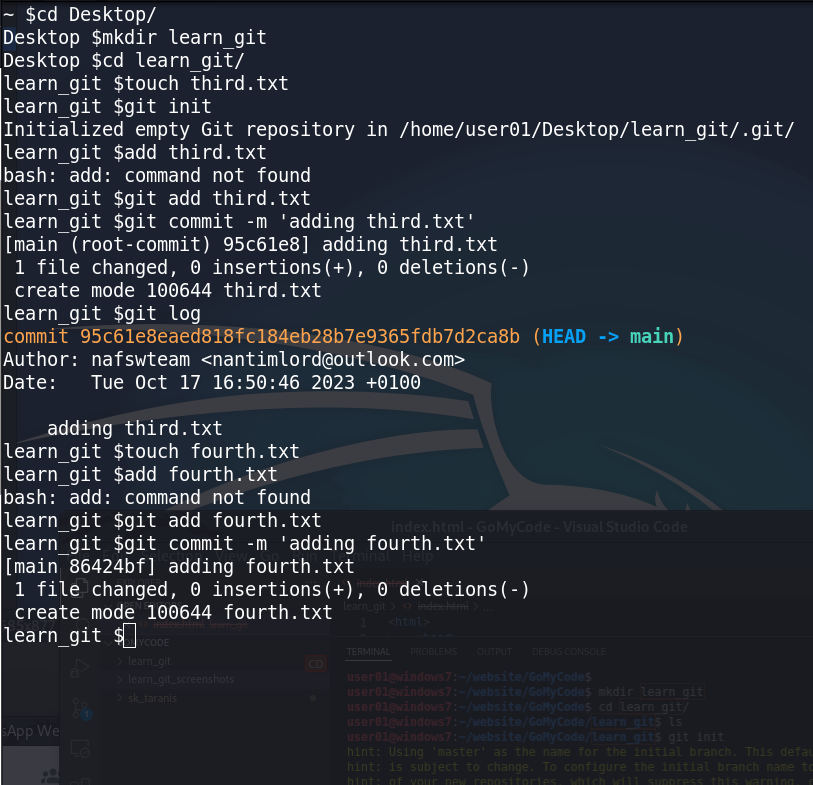 ~ $cd Desktop/
Desktop $mkdir learn_git
Desktop $cd learn_git/
learn_git $touch third.txt
learn_git $git init
Initialized empty Git repository in /home/user01/Desktop/learn_git/.git/
learn_git $add third.txt
bash: add: command not found
learn_git $git add third.txt
learn_git $git commit -m 'adding third.txt'
[main (root-commit) 95c61e8] adding third.txt
 1 file changed, 0 insertions(+), 0 deletions(-)
 create mode 100644 third.txt
learn_git $git log
commit 95c61e8eaed818fc184eb28b7e9365fdb7d2ca8b (HEAD -> main)
Author: nafswteam <nantimlord@outlook.com>
Date:   Tue Oct 17 16:50:46 2023 +0100

    adding third.txt
learn_git $touch fourth.txt
learn_git $add fourth.txt
bash: add: command not found
learn_git $git add fourth.txt
learn_git $git commit -m 'adding fourth.txt'
[main 86424bf] adding fourth.txt
 1 file changed, 0 insertions(+), 0 deletions(-)
 create mode 100644 fourth.txt
learn_git $
index.html - GoMyCode - Visual Studio Code
View Go Terminal Help
learn_git > <> index.html > ...
1 <html>
learn_git
learn_git_screenshots
sk_taranis
CD
TERMINAL PROBLEMS OUTPUT DEBUG CONSOLE
user01@windows7:~/website/GoMyCode$
user01@windows7:~/website/GoMyCode$ mkdir learn_git
user01@windows7:~/website/GoMyCode$ cd learn_git/
user01@windows7:~/website/GoMyCode/learn_git$ ls
user01@windows7:~/website/GoMyCode/learn_git$ git init
hint: Using 'master' as the name for the initial branch. This
hint: is subject to change. To configure the initial branch name
hint: of your new repositories, which will suppress this warning,